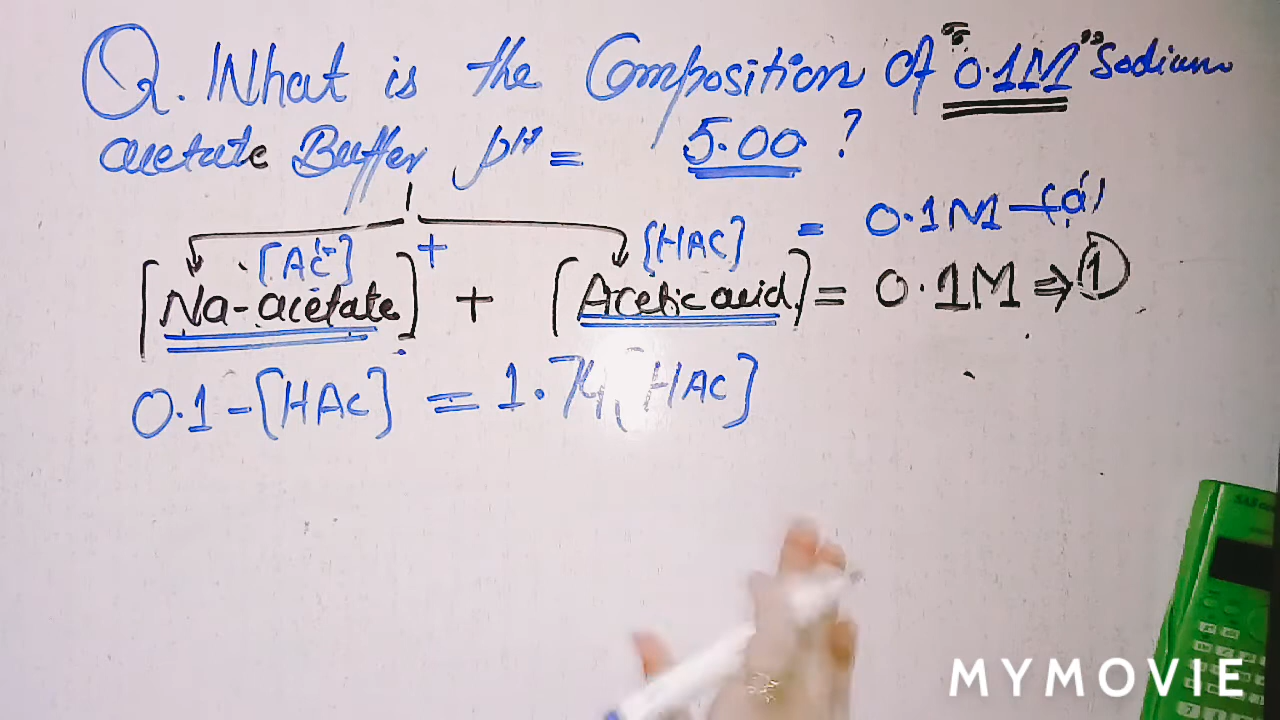 Q. What is the Composition of "0.1M" Sodium
acetate Buffer pH = 5.00 ?
[Ac-] + [HAc] = 0.1M -(a)
[Na-acetate] + [Acetic acid] = 0.1M ⇒ ①
0.1 - [HAc] = 1.74 [HAc]
MYMOVIE